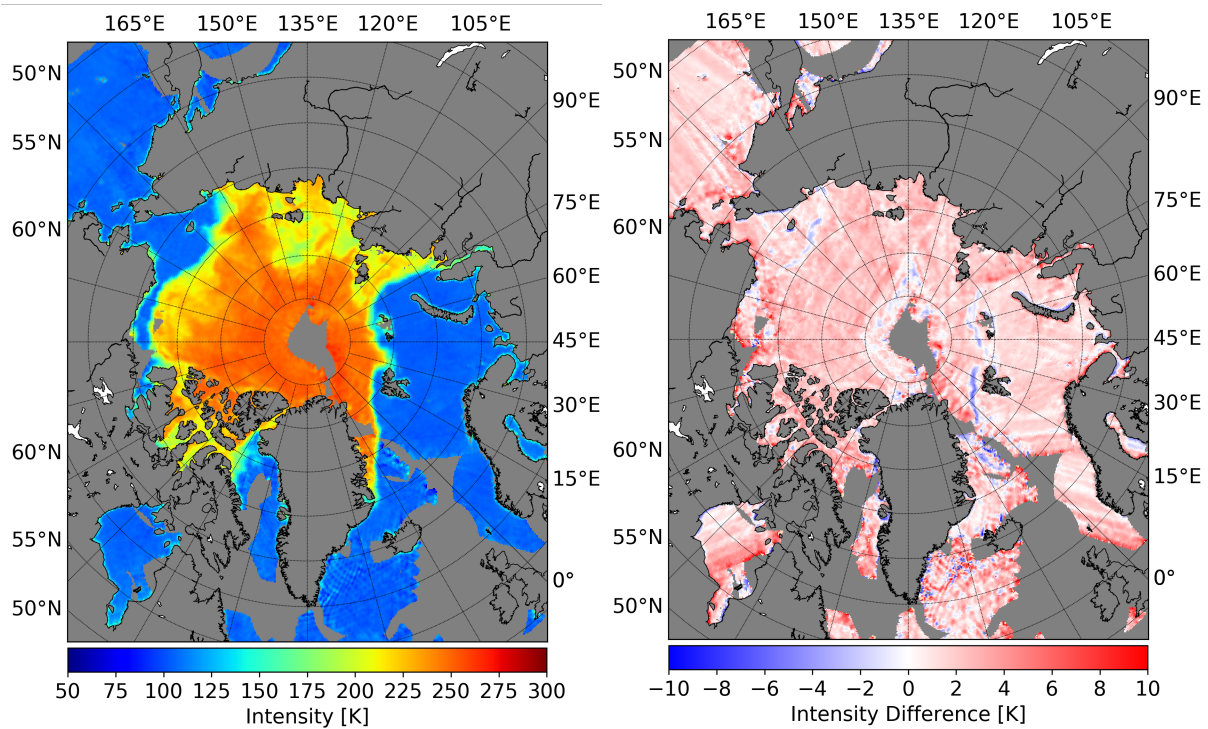 165°E 150°E 135°E 120°E 105°E
50°N
55°N
60°N
90°E
75°E
60°E
45°E
30°E
15°E
0°
60°N
55°N
50°N
50 75 100 125 150 175 200 225 250 275 300
Intensity [K]
165°E 150°E 135°E 120°E 105°E
50°N
55°N
60°N
90°E
75°E
60°E
45°E
30°E
15°E
0°
60°N
55°N
50°N
−10 −8 −6 −4 −2 0 2 4 6 8 10
Intensity Difference [K]